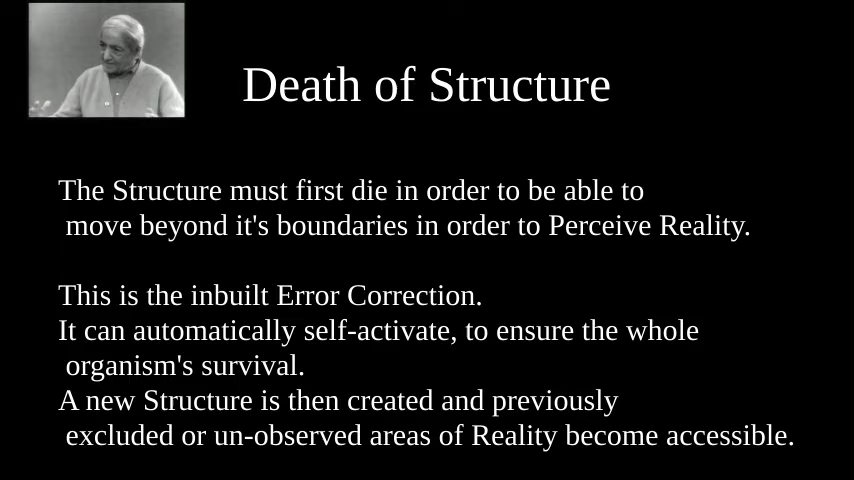 Death of Structure
The Structure must first die in order to be able to
move beyond it's boundaries in order to Perceive Reality.
This is the inbuilt Error Correction.
It can automatically self-activate, to ensure the whole
organism's survival.
A new Structure is then created and previously
excluded or un-observed areas of Reality become accessible.